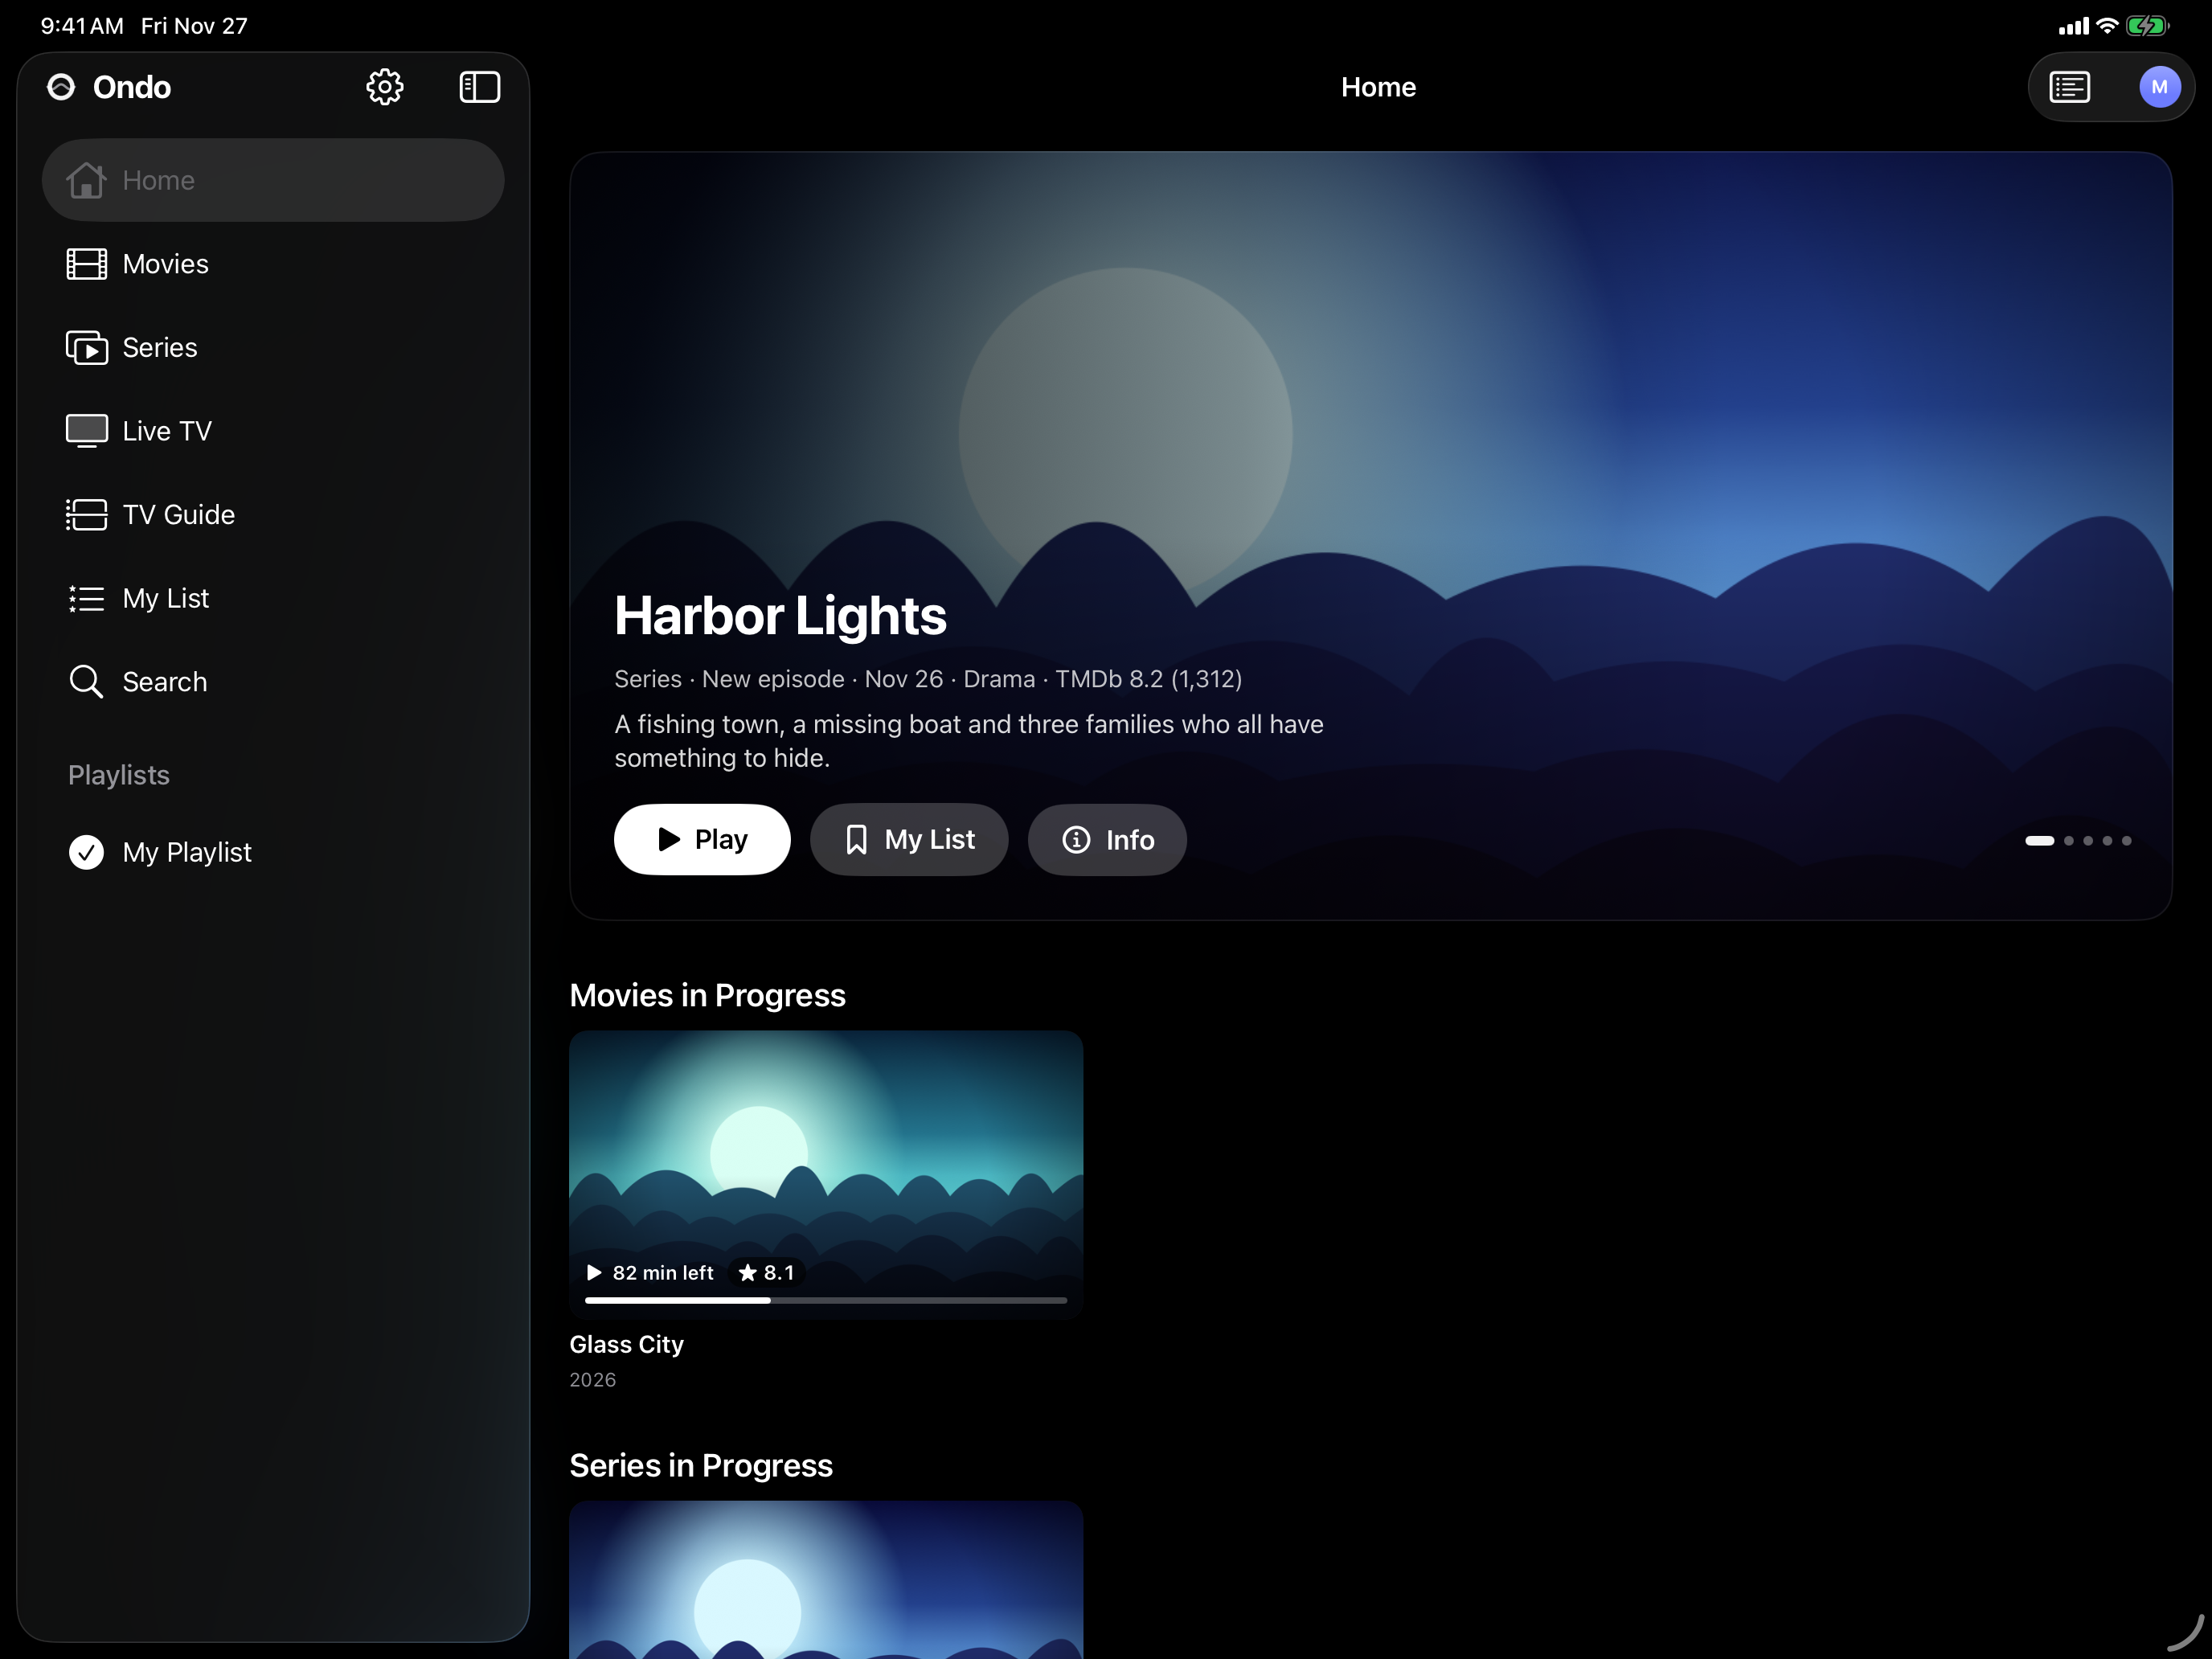 9:41 AM Fri Nov 27
Ondo
Home
Movies
Series
Live TV
TV Guide
My List
Search
Playlists
My Playlist
Home
M
Harbor Lights
Series · New episode · Nov 26 · Drama · TMDb 8.2 (1,312)
A fishing town, a missing boat and three families who all have
something to hide.
Play
My List
Info
Movies in Progress
82 min left
8.1
Glass City
2026
Series in Progress